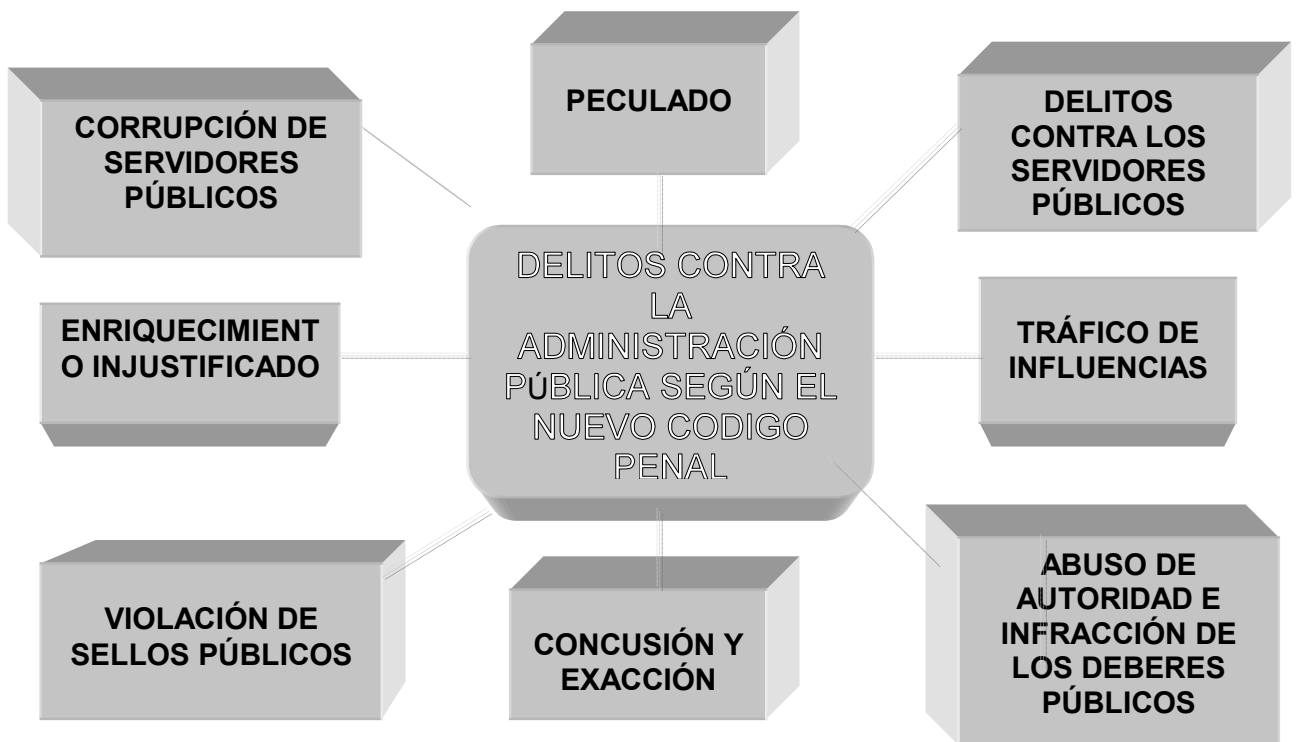 PECULADO
CORRUPCIÓN DE
SERVIDORES
PÚBLICOS
DELITOS
CONTRA LOS
SERVIDORES
PÚBLICOS
DELITOS CONTRA
LA
ADMINISTRACIÓN
PÚBLICA SEGÚN EL
NUEVO CODIGO
PENAL
ENRIQUECIMIENT
O INJUSTIFICADO
TRÁFICO DE
INFLUENCIAS
VIOLACIÓN DE
SELLOS PÚBLICOS
CONCUSIÓN Y
EXACCIÓN
ABUSO DE
AUTORIDAD E
INFRACCIÓN DE
LOS DEBERES
PÚBLICOS